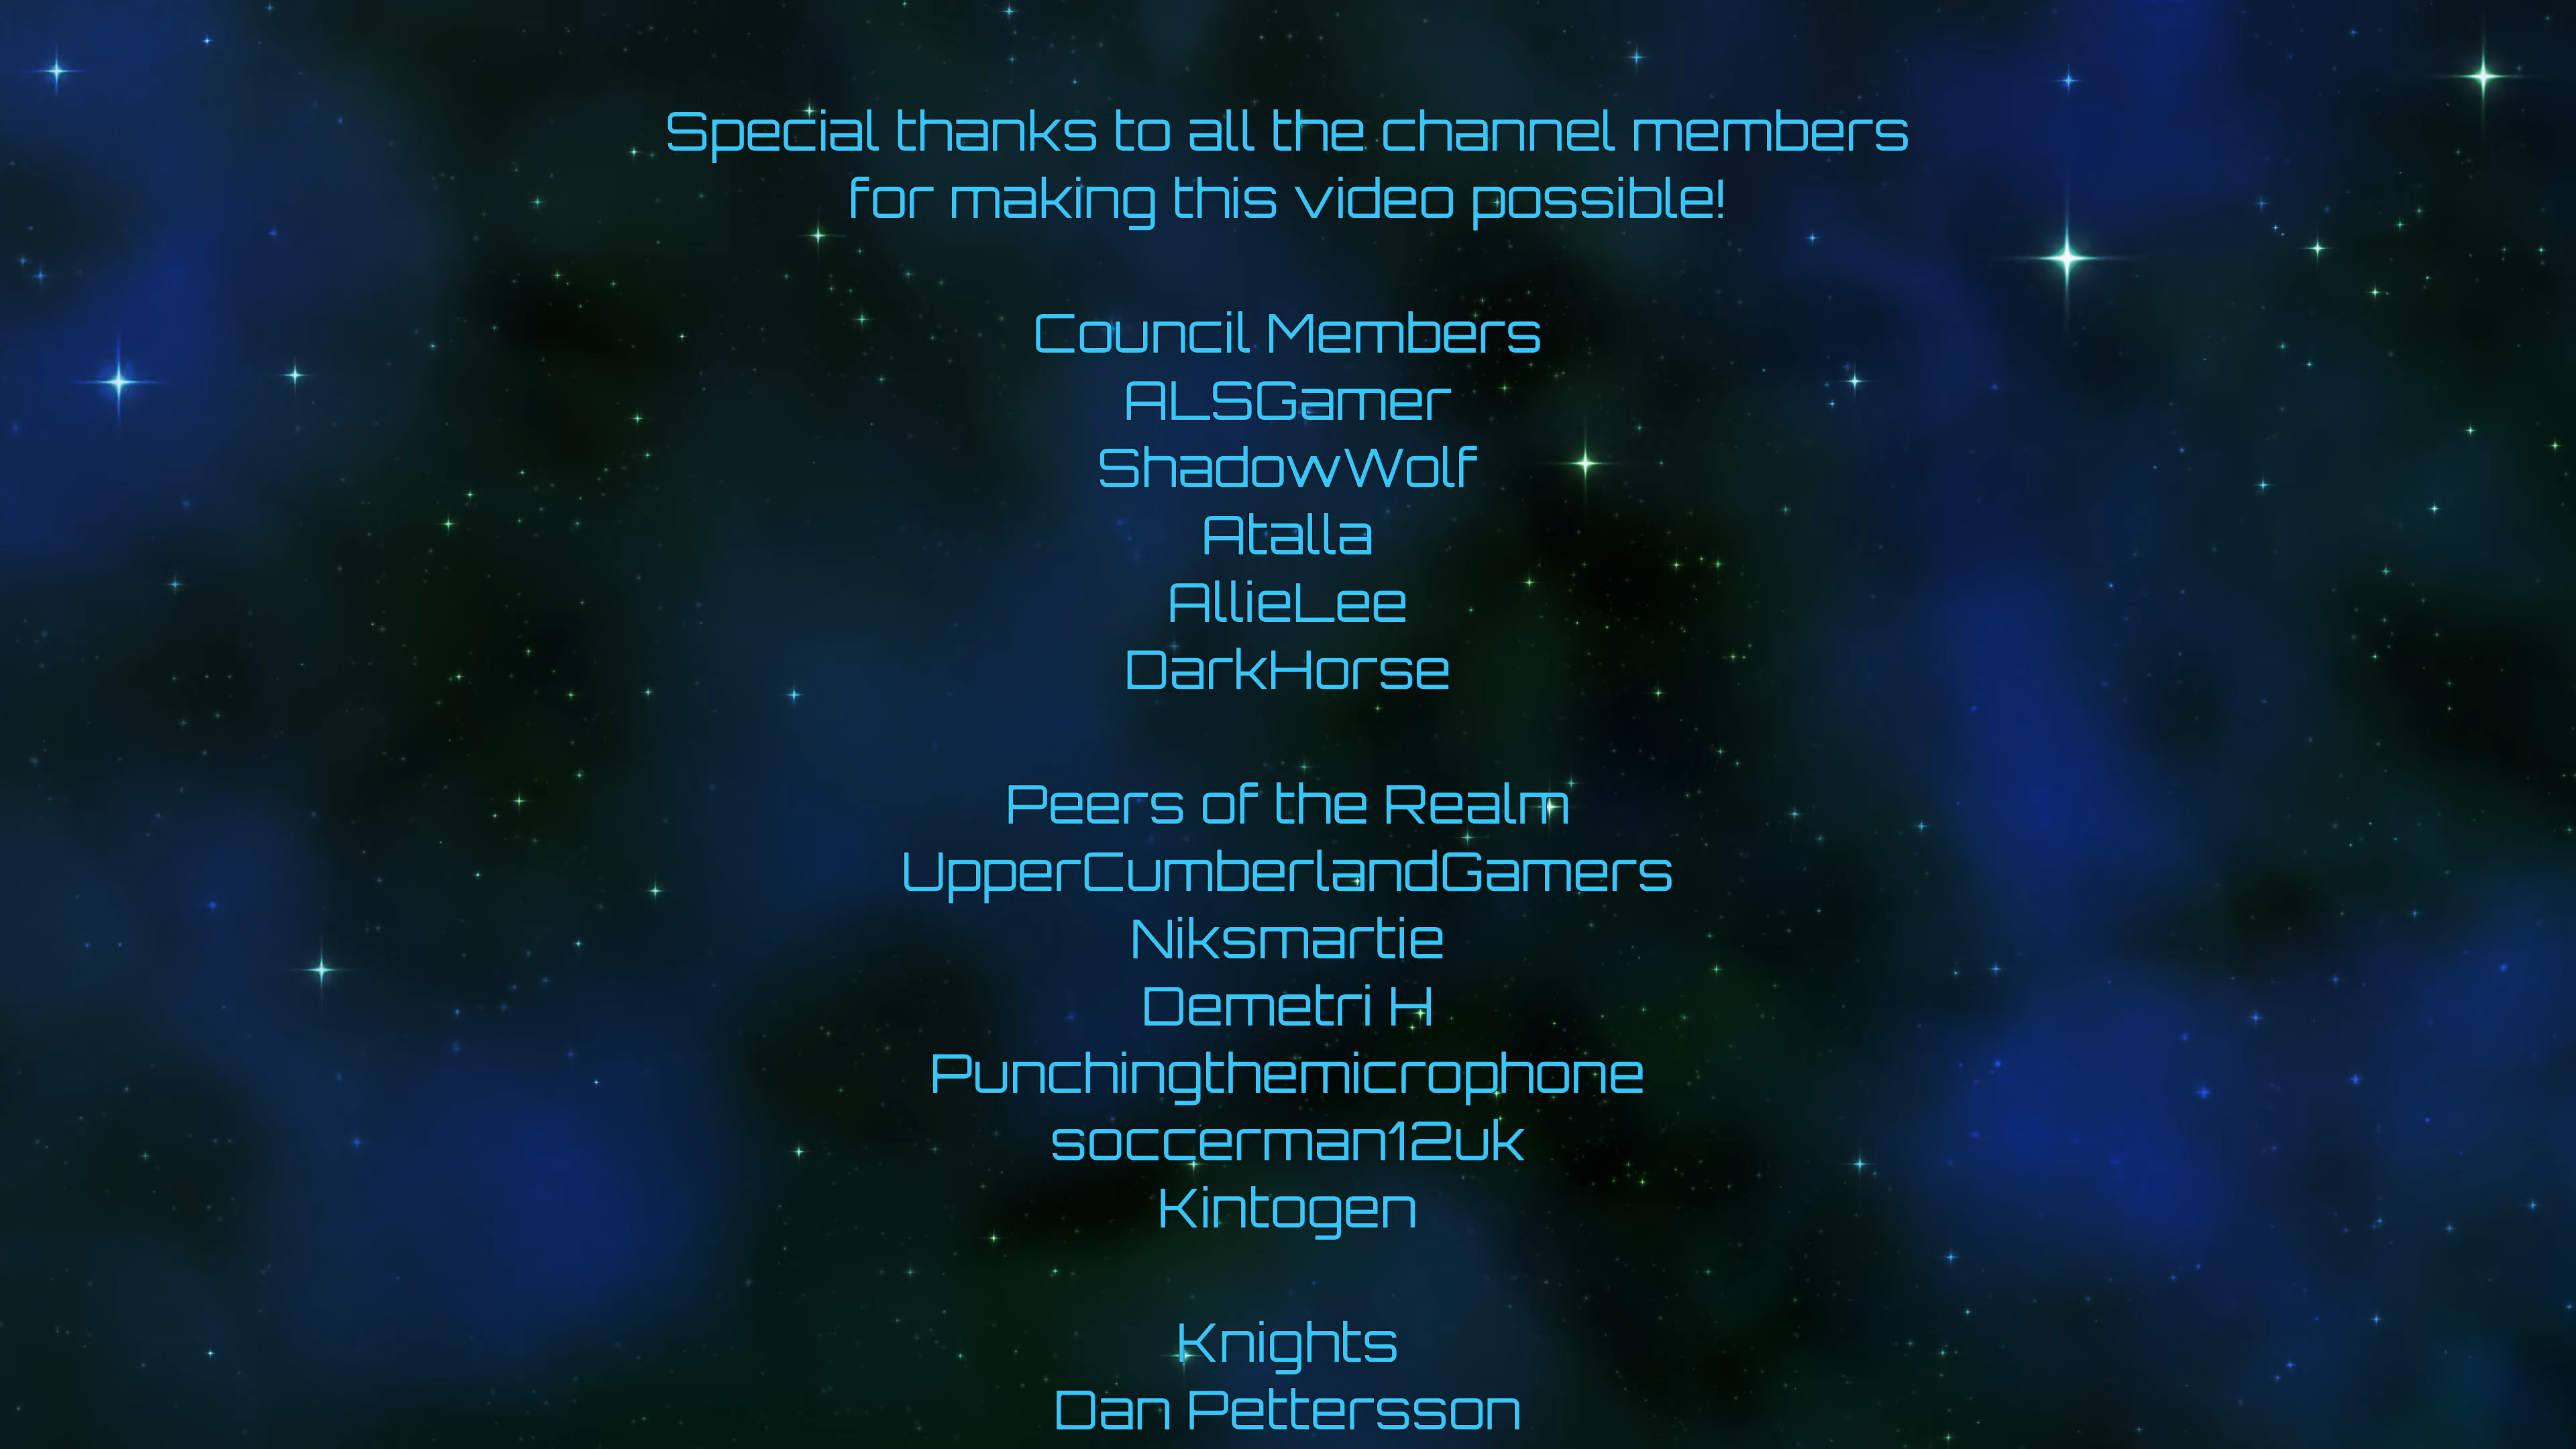 Special thanks to all the channel members
for making this video possible!
Council Members
ALSGamer
ShadowWolf
Atalla
AllieLee
DarkHorse
Peers of the Realm
UpperCumberlandGamers
Niksmartie
Demetri H
Punchingthemicrophone
soccerman12uk
Kintogen
Knights
Dan Pettersson